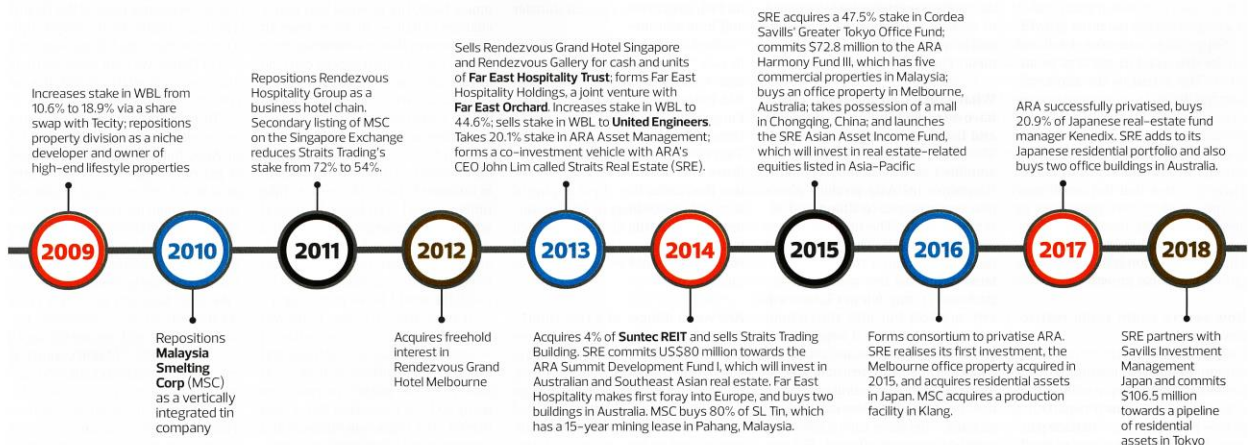 Increases stake in WBL from
10.6% to 18.9% via a share
swap with Tecity; repositions
property division as a niche
developer and owner of
high-end lifestyle properties
2009
2010
Repositions
Malaysia
Smelting
Corp (MSC)
as a vertically
integrated tin
company
Repositions Rendezvous
Hospitality Group as a
business hotel chain.
Secondary listing of MSC
on the Singapore Exchange
reduces Straits Trading's
stake from 72% to 54%.
2011
2012
Acquires freehold
interest in
Rendezvous Grand
Hotel Melbourne
Sells Rendezvous Grand Hotel Singapore
and Rendezvous Gallery for cash and units
of Far East Hospitality Trust; forms Far East
Hospitality Holdings, a joint venture with
Far East Orchard. Increases stake in WBL to
44.6%; sells stake in WBL to United Engineers.
Takes 20.1% stake in ARA Asset Management;
forms a co-investment vehicle with ARA's
CEO John Lim called Straits Real Estate (SRE).
2013
2014
Acquires 4% of Suntec REIT and sells Straits Trading
Building. SRE commits US$80 million towards the
ARA Summit Development Fund I, which will invest in
Australian and Southeast Asian real estate. Far East
Hospitality makes first foray into Europe, and buys two
buildings in Australia. MSC buys 80% of SL Tin, which
has a 15-year mining lease in Pahang, Malaysia.
SRE acquires a 47.5% stake in Cordea
Savills' Greater Tokyo Office Fund;
commits $72.8 million to the ARA
Harmony Fund III, which has five
commercial properties in Malaysia;
buys an office property in Melbourne,
Australia; takes possession of a mall
in Chongqing, China; and launches
the SRE Asian Asset Income Fund,
which will invest in real estate-related
equities listed in Asia-Pacific
2015
2016
Forms consortium to privatise ARA.
SRE realises its first investment, the
Melbourne office property acquired in
2015, and acquires residential assets
in Japan. MSC acquires a production
facility in Klang.
ARA successfully privatised, buys
20.9% of Japanese real-estate fund
manager Kenedix. SRE adds to its
Japanese residential portfolio and also
buys two office buildings in Australia.
2017
2018
SRE partners with
Savills Investment
Management
Japan and commits
$106.5 million
towards a pipeline
of residential
assets in Tokyo